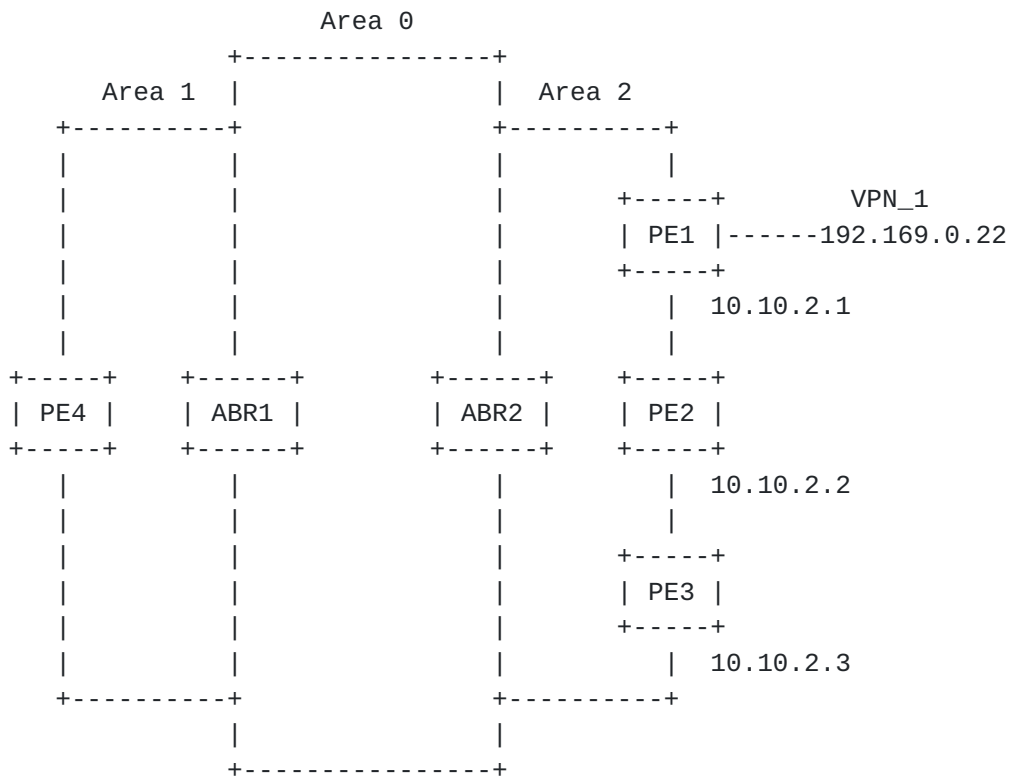 Area 0
Area 1 Area 2
VPN_1
PE1 192.169.0.22
10.10.2.1
PE4 ABR1 ABR2 PE2
10.10.2.2
PE3
10.10.2.3